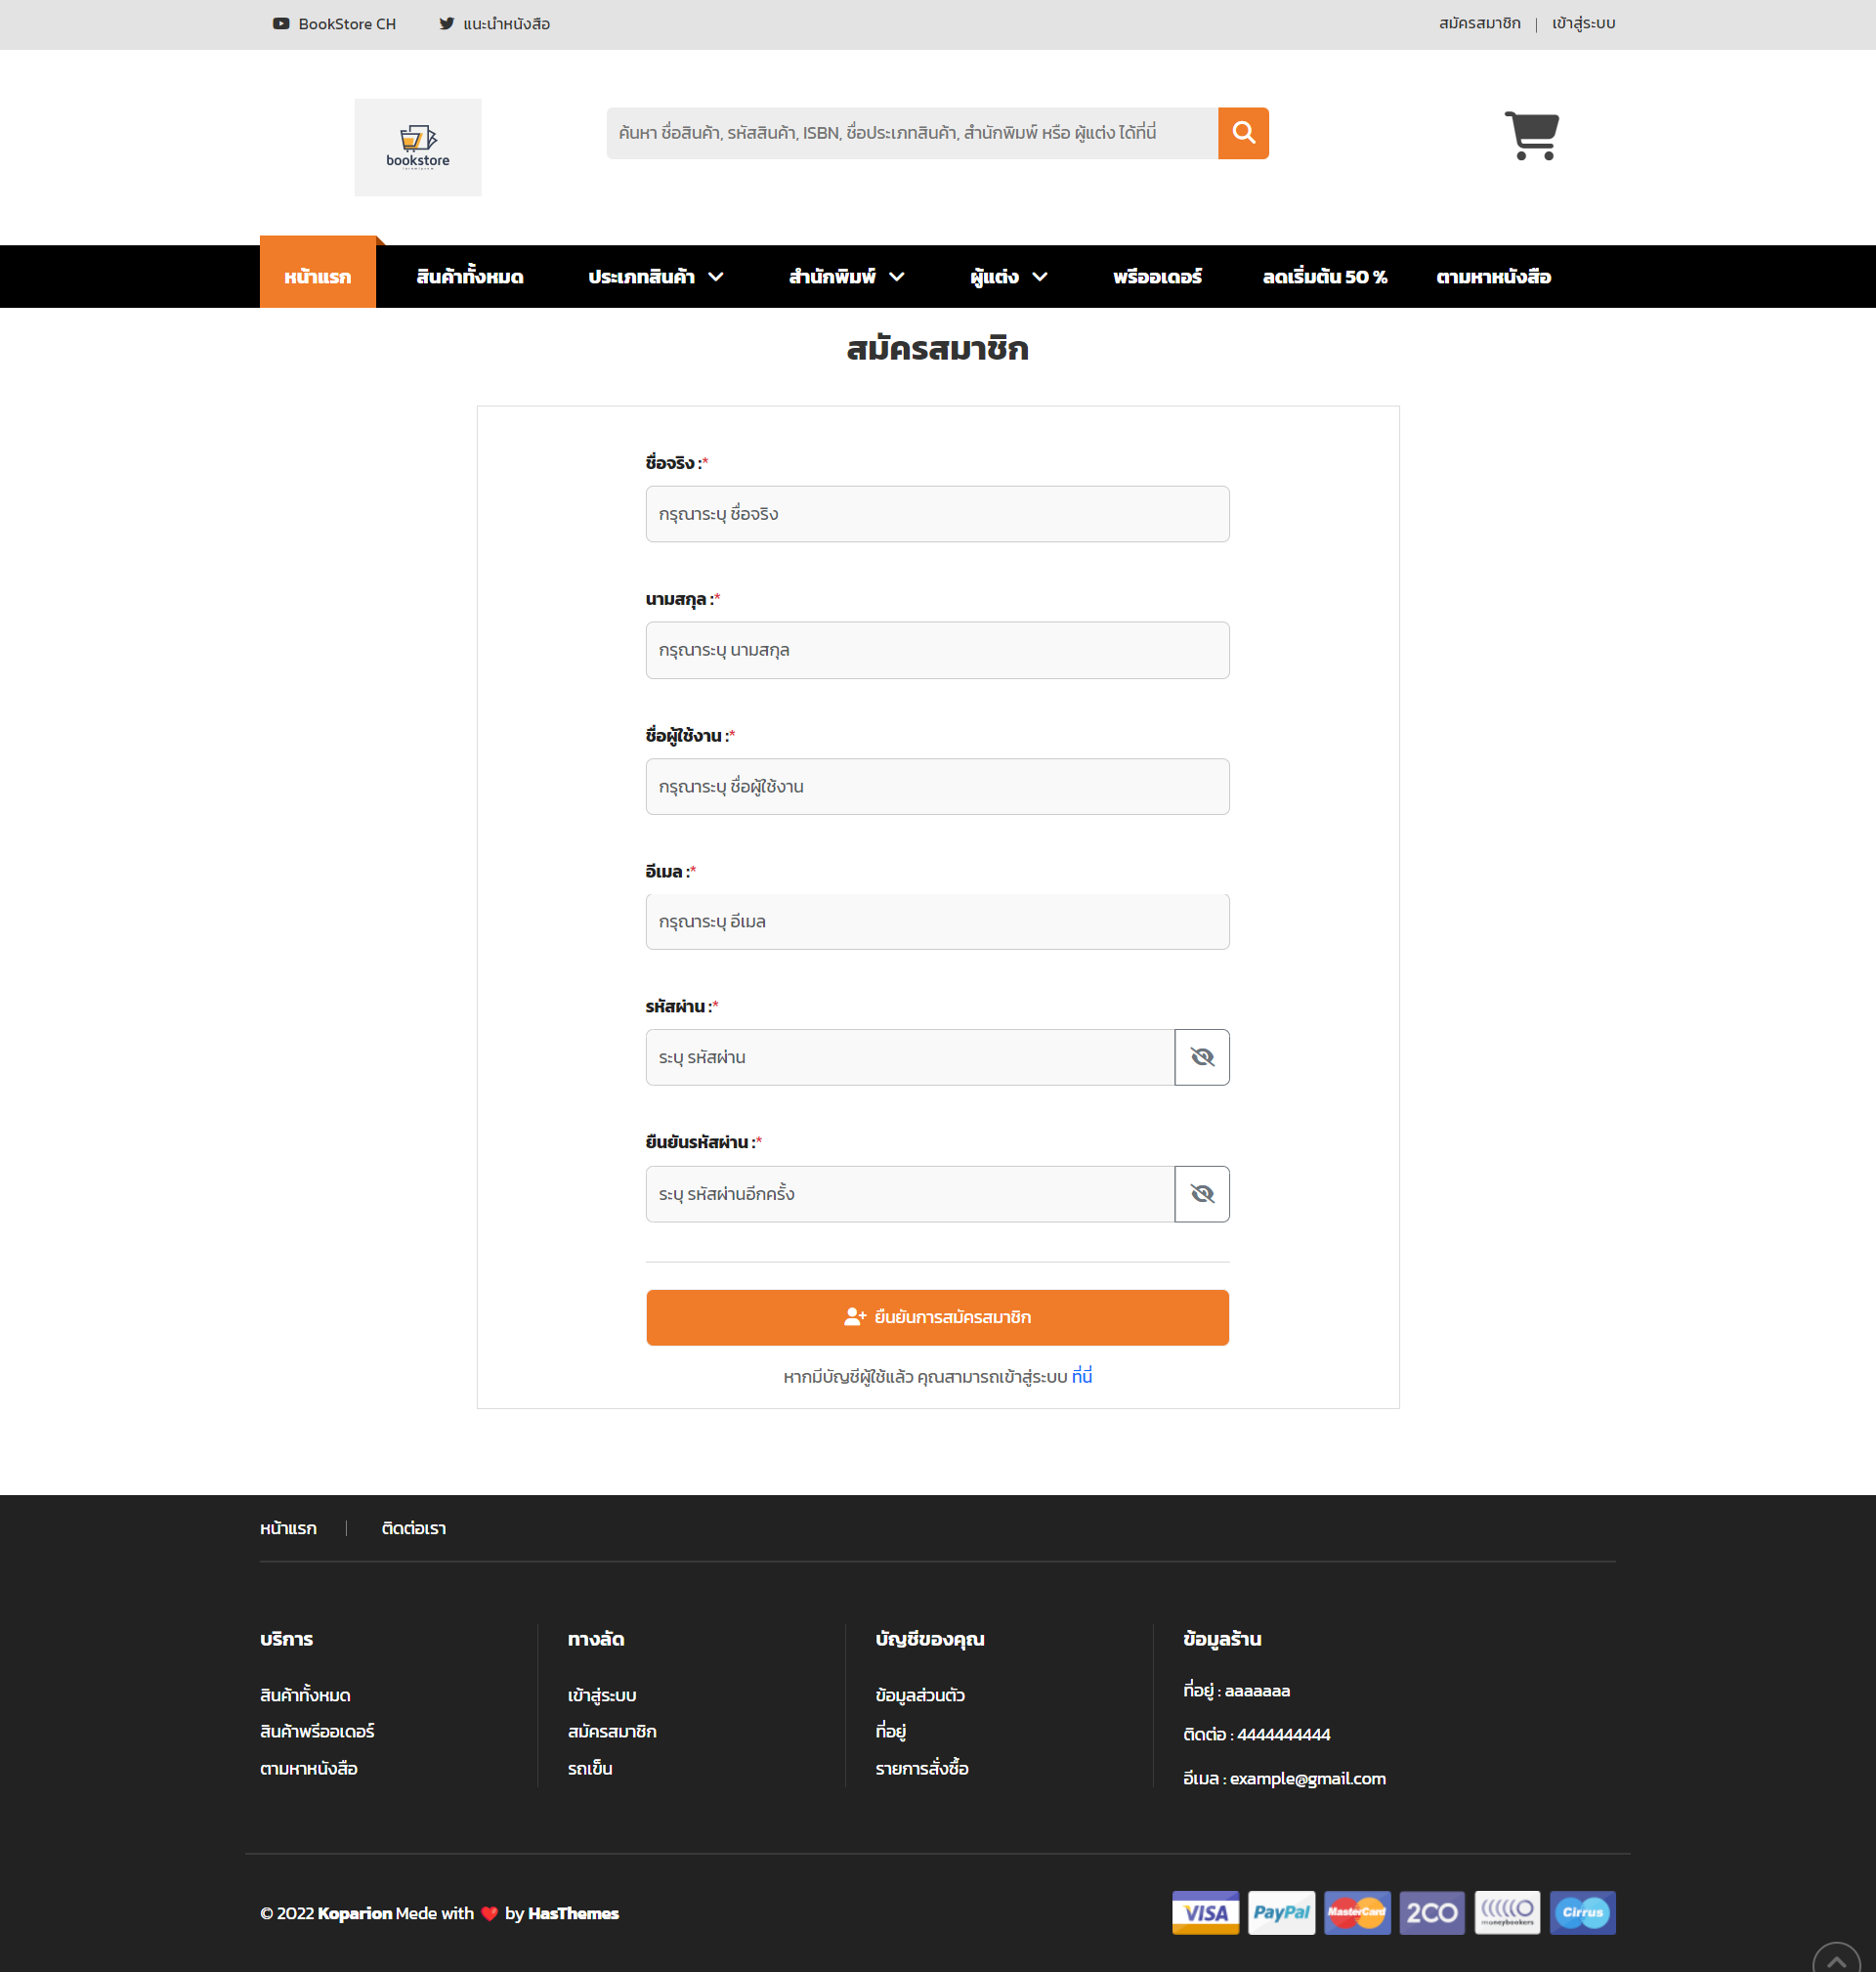 BookStore CH
แนะนำหนังสือ
สมัครสมาชิก | เข้าสู่ระบบ
bookstore
ค้นหา ชื่อสินค้า, รหัสสินค้า, ISBN, ชื่อประเภทสินค้า, สำนักพิมพ์ หรือ ผู้แต่ง ได้ที่นี่
หน้าแรก
สินค้าทั้งหมด
ประเภทสินค้า
สำนักพิมพ์
ผู้แต่ง
พรีออเดอร์
ลดเริ่มต้น 50 %
ตามหาหนังสือ
สมัครสมาชิก
ชื่อจริง :*
กรุณาระบุ ชื่อจริง
นามสกุล :*
กรุณาระบุ นามสกุล
ชื่อผู้ใช้งาน :*
กรุณาระบุ ชื่อผู้ใช้งาน
อีเมล :*
กรุณาระบุ อีเมล
รหัสผ่าน :*
ระบุ รหัสผ่าน
ยืนยันรหัสผ่าน :*
ระบุ รหัสผ่านอีกครั้ง
ยืนยันการสมัครสมาชิก
หากมีบัญชีผู้ใช้แล้ว คุณสามารถเข้าสู่ระบบ ที่นี่
หน้าแรก | ติดต่อเรา
บริการ
สินค้าทั้งหมด
สินค้าพรีออเดอร์
ตามหาหนังสือ
ทางลัด
เข้าสู่ระบบ
สมัครสมาชิก
รถเข็น
บัญชีของคุณ
ข้อมูลส่วนตัว
ที่อยู่
รายการสั่งซื้อ
ข้อมูลร้าน
ที่อยู่ : aaaaaaa
ติดต่อ : 4444444444
อีเมล : example@gmail.com
© 2022 Koparion Mede with ❤️ by HasThemes
VISA
PayPal
MasterCard
2CO
moneybookers
Cirrus